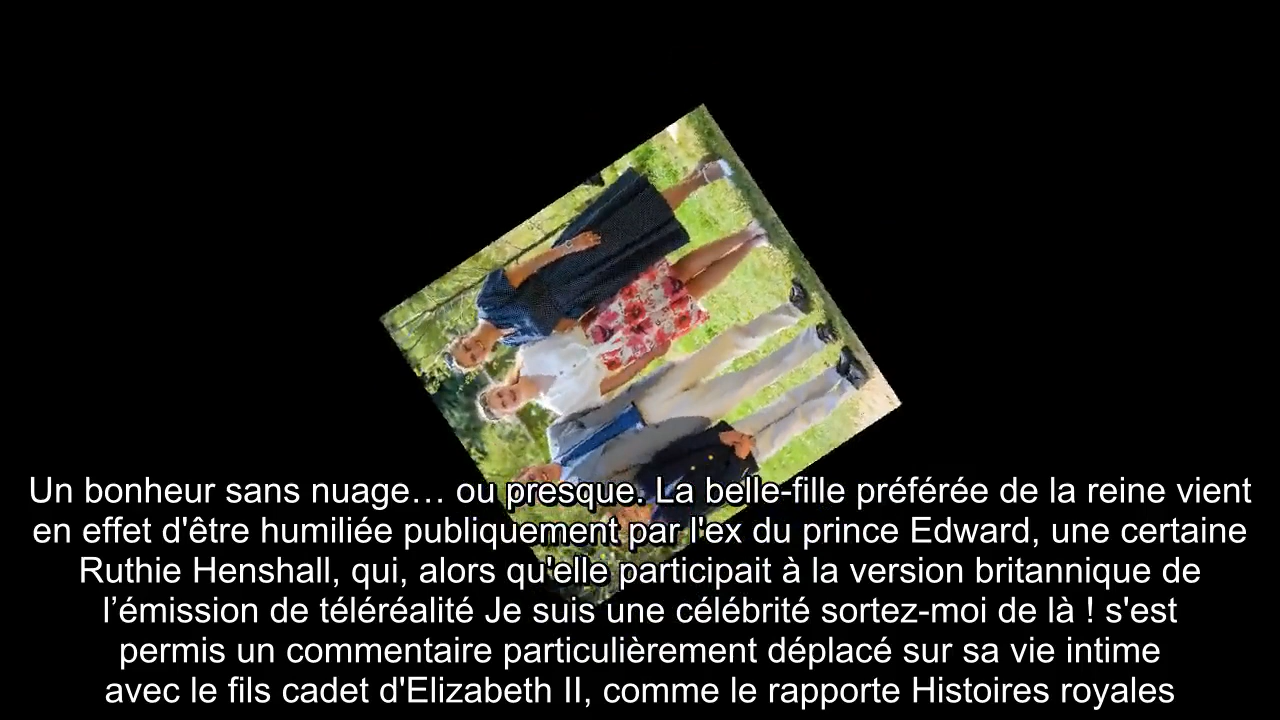 Un bonheur sans nuage… ou presque. La belle-fille préférée de la reine vient
en effet d'être humiliée publiquement par l'ex du prince Edward, une certaine
Ruthie Henshall, qui, alors qu'elle participait à la version britannique de
l’émission de téléréalité Je suis une célébrité sortez-moi de là ! s'est
permis un commentaire particulièrement déplacé sur sa vie intime
avec le fils cadet d'Elizabeth II, comme le rapporte Histoires royales